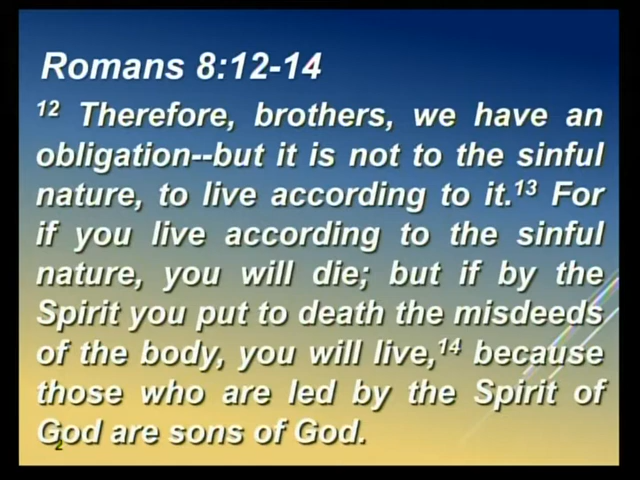 Romans 8:12-14
12 Therefore, brothers, we have an
obligation--but it is not to the sinful
nature, to live according to it.13 For
if you live according to the sinful
nature, you will die; but if by the
Spirit you put to death the misdeeds
of the body, you will live,14 because
those who are led by the Spirit of
God are sons of God.
2